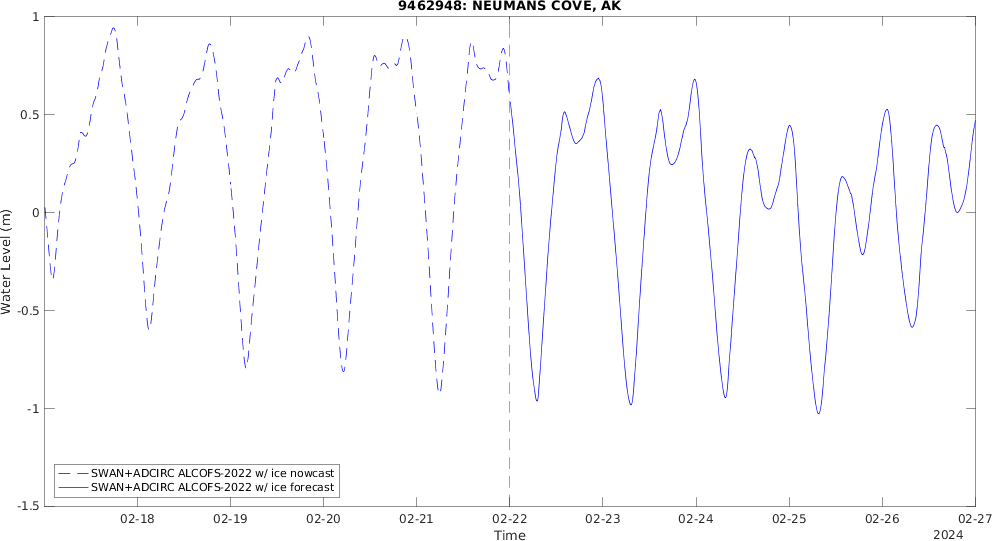 9462948: NEUMANS COVE, AK
1
0.5
0
-0.5
-1
-1.5
Water Level (m)
SWAN+ADCIRC ALCOFS-2022 w/ ice nowcast
SWAN+ADCIRC ALCOFS-2022 w/ ice forecast
02-18 02-19 02-20 02-21 02-22 02-23 02-24 02-25 02-26 02-27
Time
2024